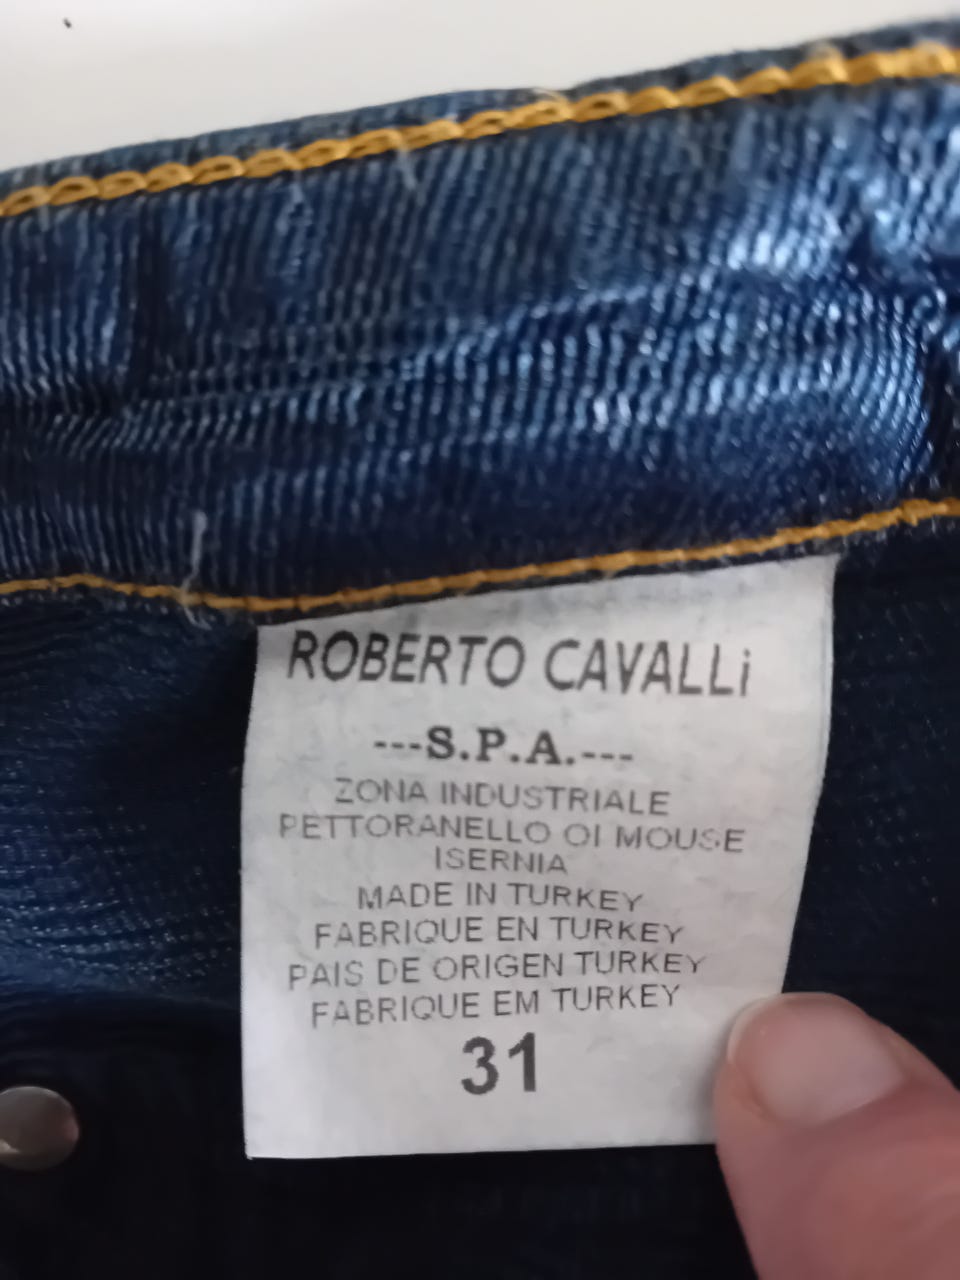 ROBERTO CAVALLi
---S.P.A.---
ZONA INDUSTRIALE
PETTORANELLO OI MOUSE
ISERNIA
MADE IN TURKEY
FABRIQUE EN TURKEY
PAIS DE ORIGEN TURKEY
FABRIQUE EM TURKEY
31